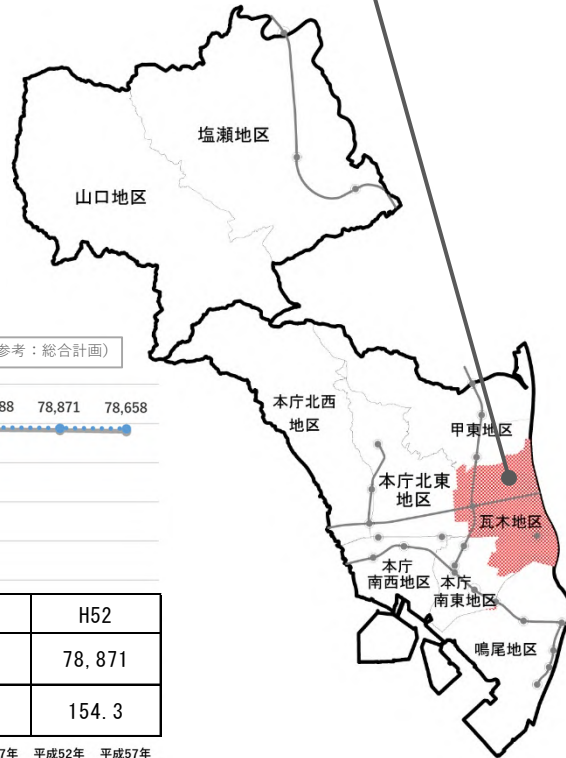 塩瀬地区
山口地区
参考：総合計画）
本庁北西
地区
甲東地区
88 78,871 78,658
本庁北東
地区
瓦木地区
本庁
南西地区
本庁
南東地区
鳴尾地区
H52
78,871
154.3
7年 平成52年 平成57年